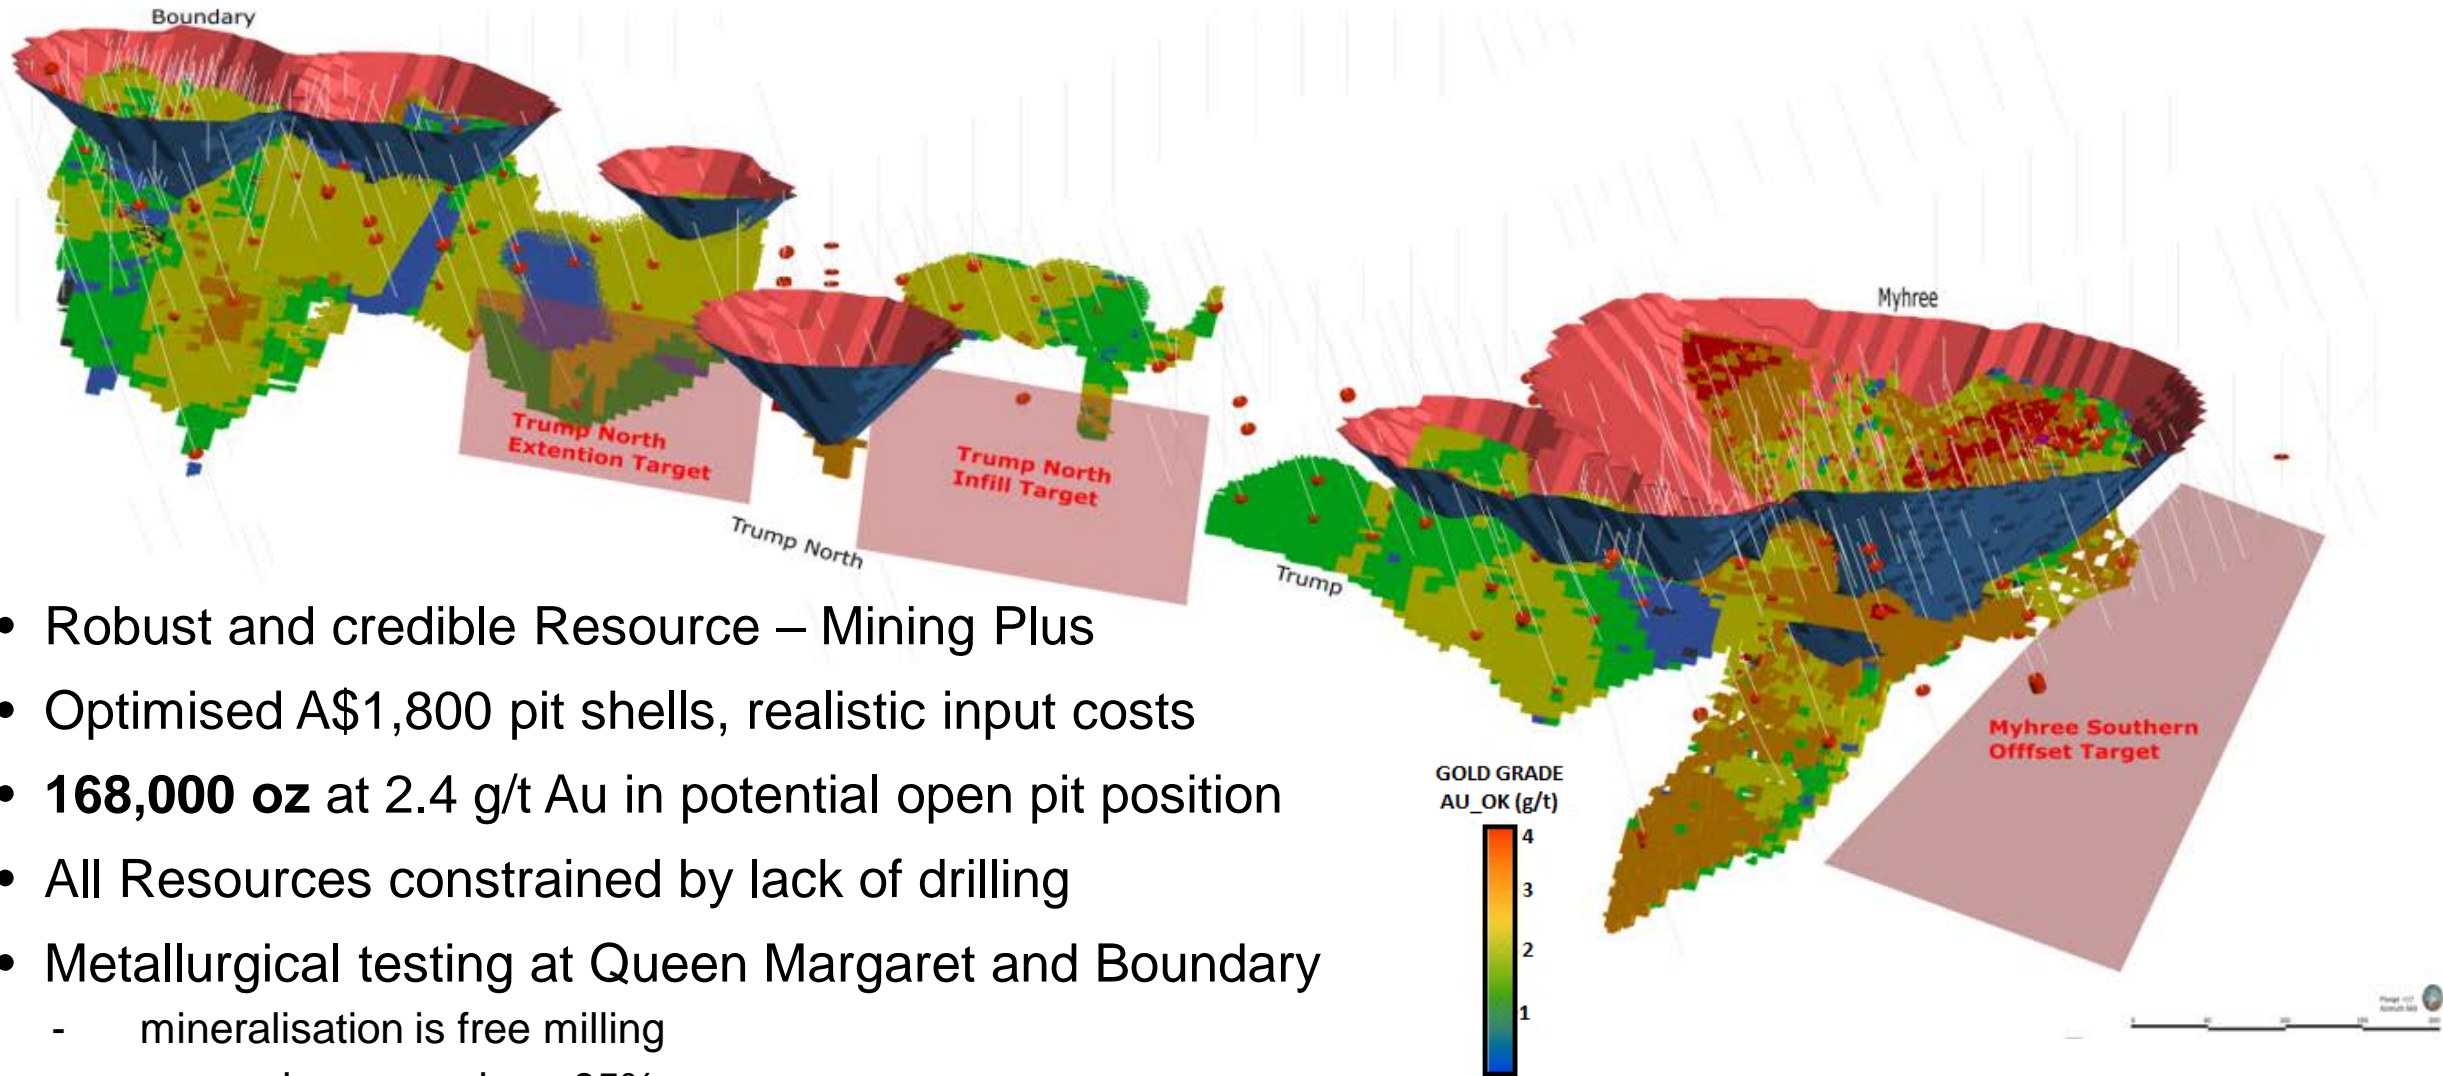 Boundary
Myhree
Trump North
Extention Target
Trump North
Infill Target
Trump North
Trump
Myhree Southern
Offfset Target
• Robust and credible Resource – Mining Plus
• Optimised A$1,800 pit shells, realistic input costs
• 168,000 oz at 2.4 g/t Au in potential open pit position
• All Resources constrained by lack of drilling
• Metallurgical testing at Queen Margaret and Boundary
- mineralisation is free milling
GOLD GRADE
AU_OK (g/t)
4
3
2
1